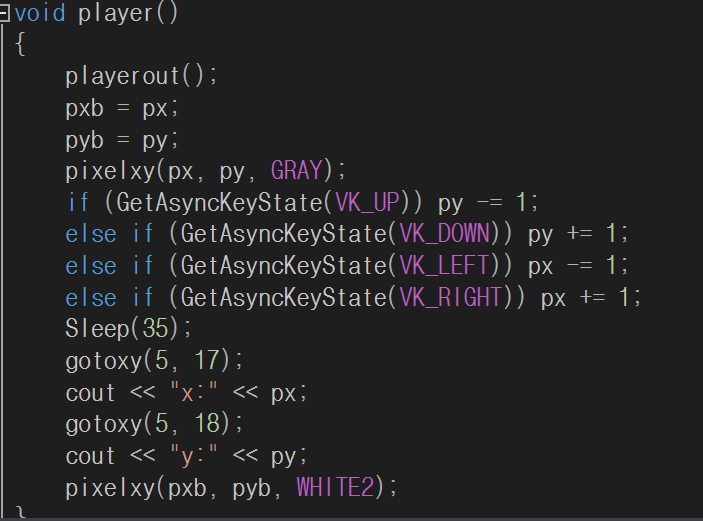 void player()
{
playerout();
pxb = px;
pyb = py;
pixelxy(px, py, GRAY);
if (GetAsyncKeyState(VK_UP)) py -= 1;
else if (GetAsyncKeyState(VK_DOWN)) py += 1;
else if (GetAsyncKeyState(VK_LEFT)) px -= 1;
else if (GetAsyncKeyState(VK_RIGHT)) px += 1;
Sleep(35);
gotoxy(5, 17);
cout << "x:" << px;
gotoxy(5, 18);
cout << "y:" << py;
pixelxy(pxb, pyb, WHITE2);
}